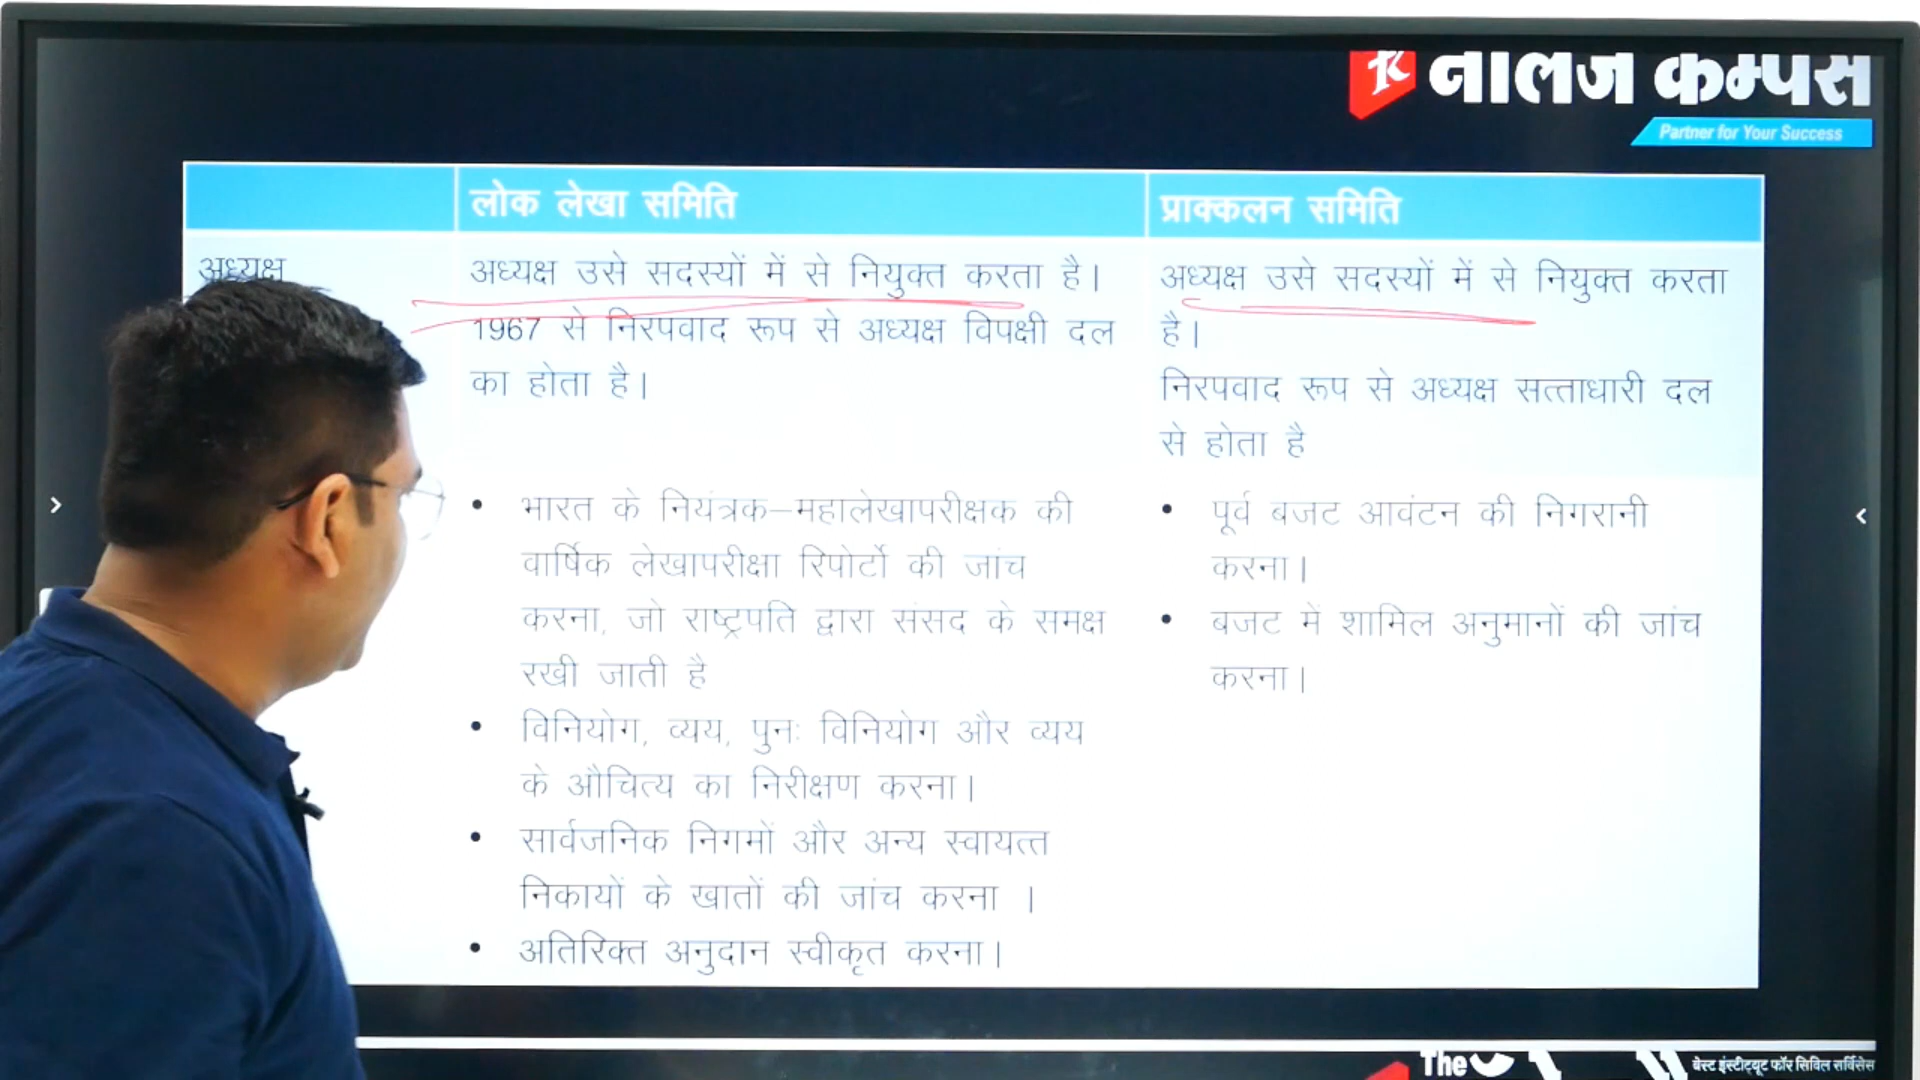 नॉलेज कैम्पस
Partner for Your Success
लोक लेखा समिति
प्राक्कलन समिति
अध्यक्ष
अध्यक्ष उसे सदस्यों में से नियुक्त करता है।
1967 से निरपवाद रूप से अध्यक्ष विपक्षी दल
का होता है।
अध्यक्ष उसे सदस्यों में से नियुक्त करता
है।
निरपवाद रूप से अध्यक्ष सत्ताधारी दल
से होता है
• भारत के नियंत्रक–महालेखापरीक्षक की
वार्षिक लेखापरीक्षा रिपोर्टो की जांच
करना, जो राष्ट्रपति द्वारा संसद के समक्ष
रखी जाती है
• विनियोग, व्यय, पुनः विनियोग और व्यय
के औचित्य का निरीक्षण करना।
• सार्वजनिक निगमों और अन्य स्वायत्त
निकायों के खातों की जांच करना ।
• अतिरिक्त अनुदान स्वीकृत करना।
• पूर्व बजट आवंटन की निगरानी
करना।
• बजट में शामिल अनुमानों की जांच
करना।
The
बेस्ट इंस्टीट्यूट फॉर सिविल सर्विसेस